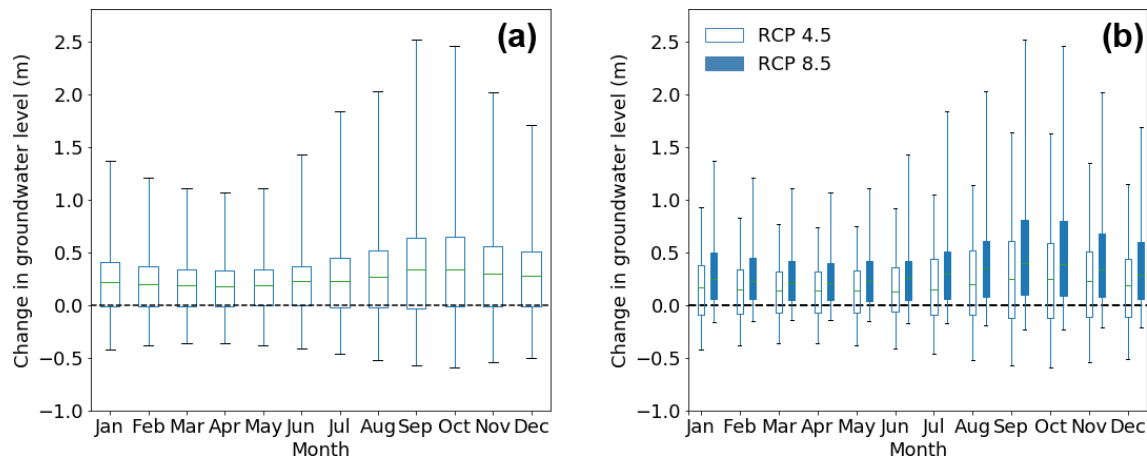 (a)
Change in groundwater level (m)
2.5
2.0
1.5
1.0
0.5
0.0
−0.5
−1.0
Jan Feb Mar Apr May Jun Jul Aug Sep Oct Nov Dec
Month
(b)
RCP 4.5
RCP 8.5
Change in groundwater level (m)
2.5
2.0
1.5
1.0
0.5
0.0
−0.5
−1.0
Jan Feb Mar Apr May Jun Jul Aug Sep Oct Nov Dec
Month